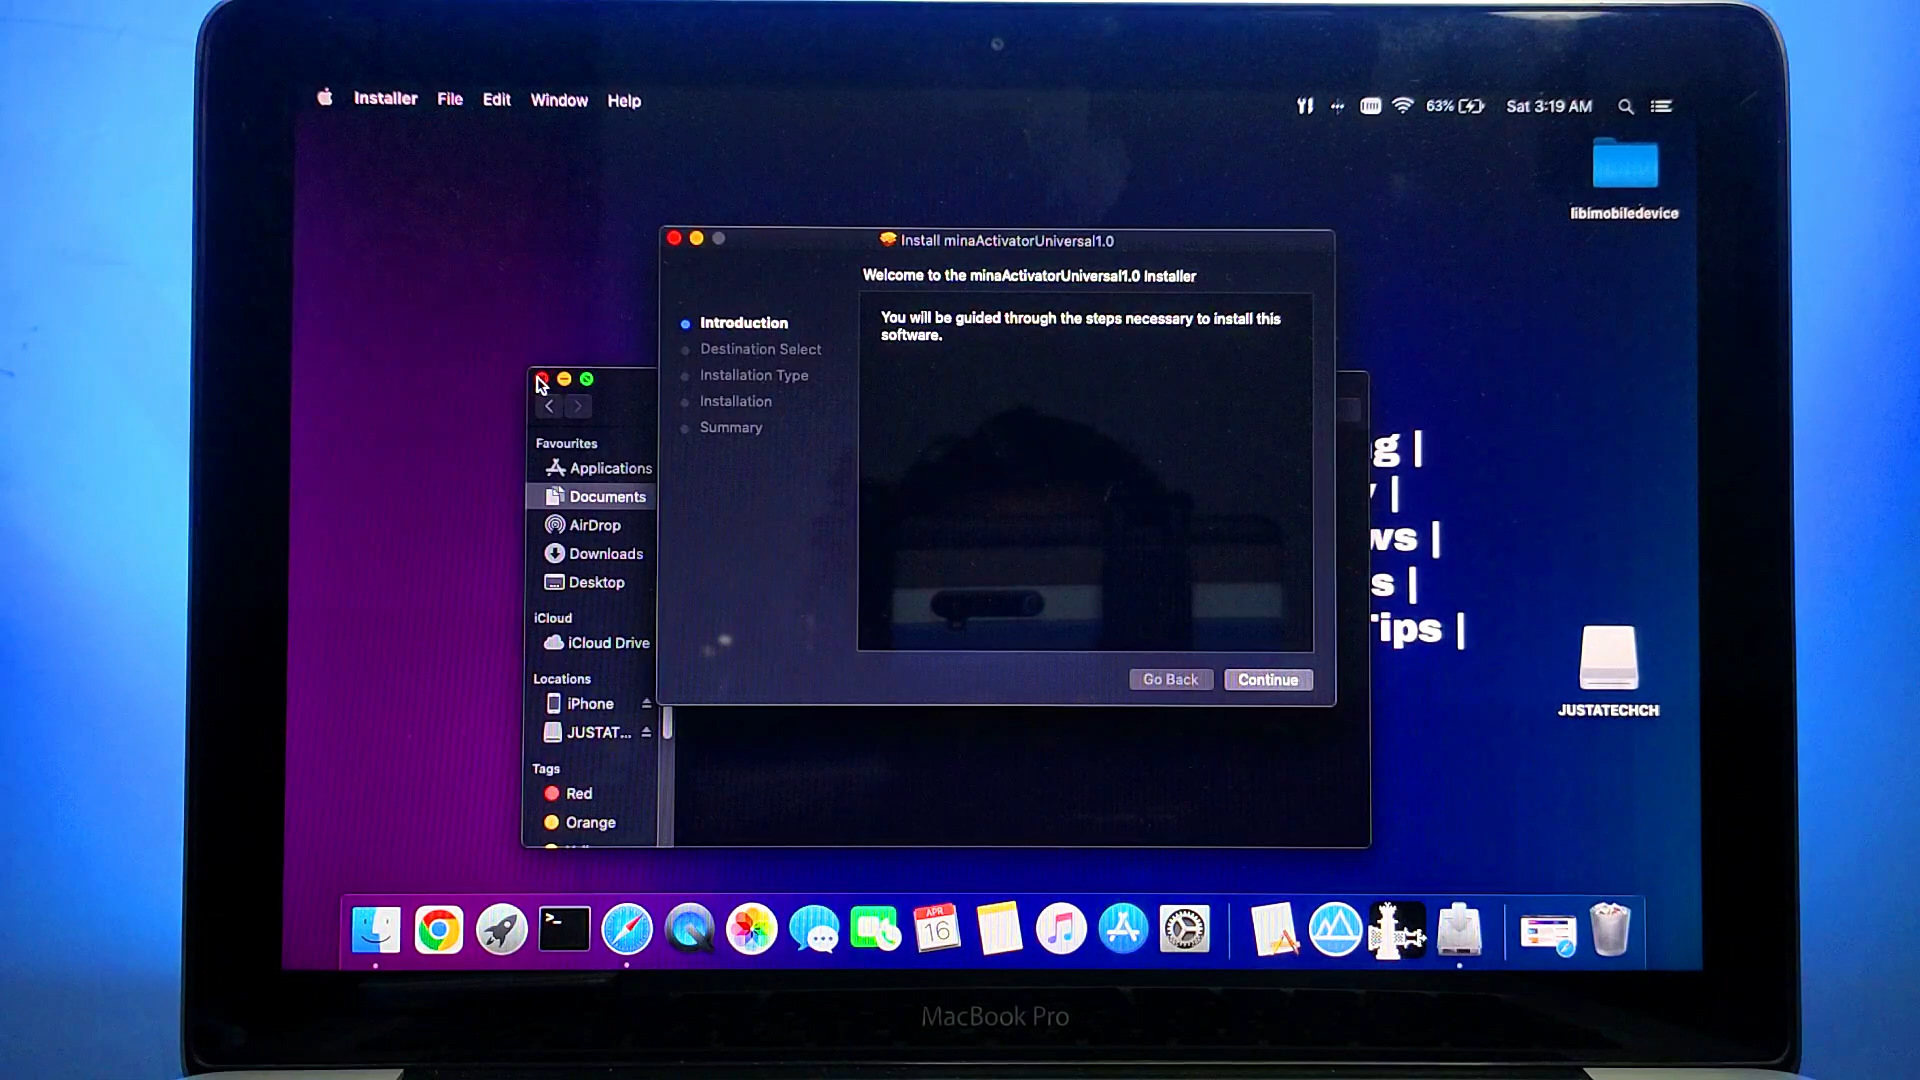 Installer File Edit Window Help
63% Sat 3:19 AM
libimobiledevice
Install minaActivatorUniversal1.0
Welcome to the minaActivatorUniversal1.0 Installer
You will be guided through the steps necessary to install this
software.
Introduction
Destination Select
Installation Type
Installation
Summary
Go Back Continue
Favourites
Applications
Documents
AirDrop
Downloads
Desktop
iCloud
iCloud Drive
Locations
iPhone
JUSTAT...
Tags
Red
Orange
g |
|
ws |
s |
Tips |
JUSTATECHCH
APR
16
MacBook Pro